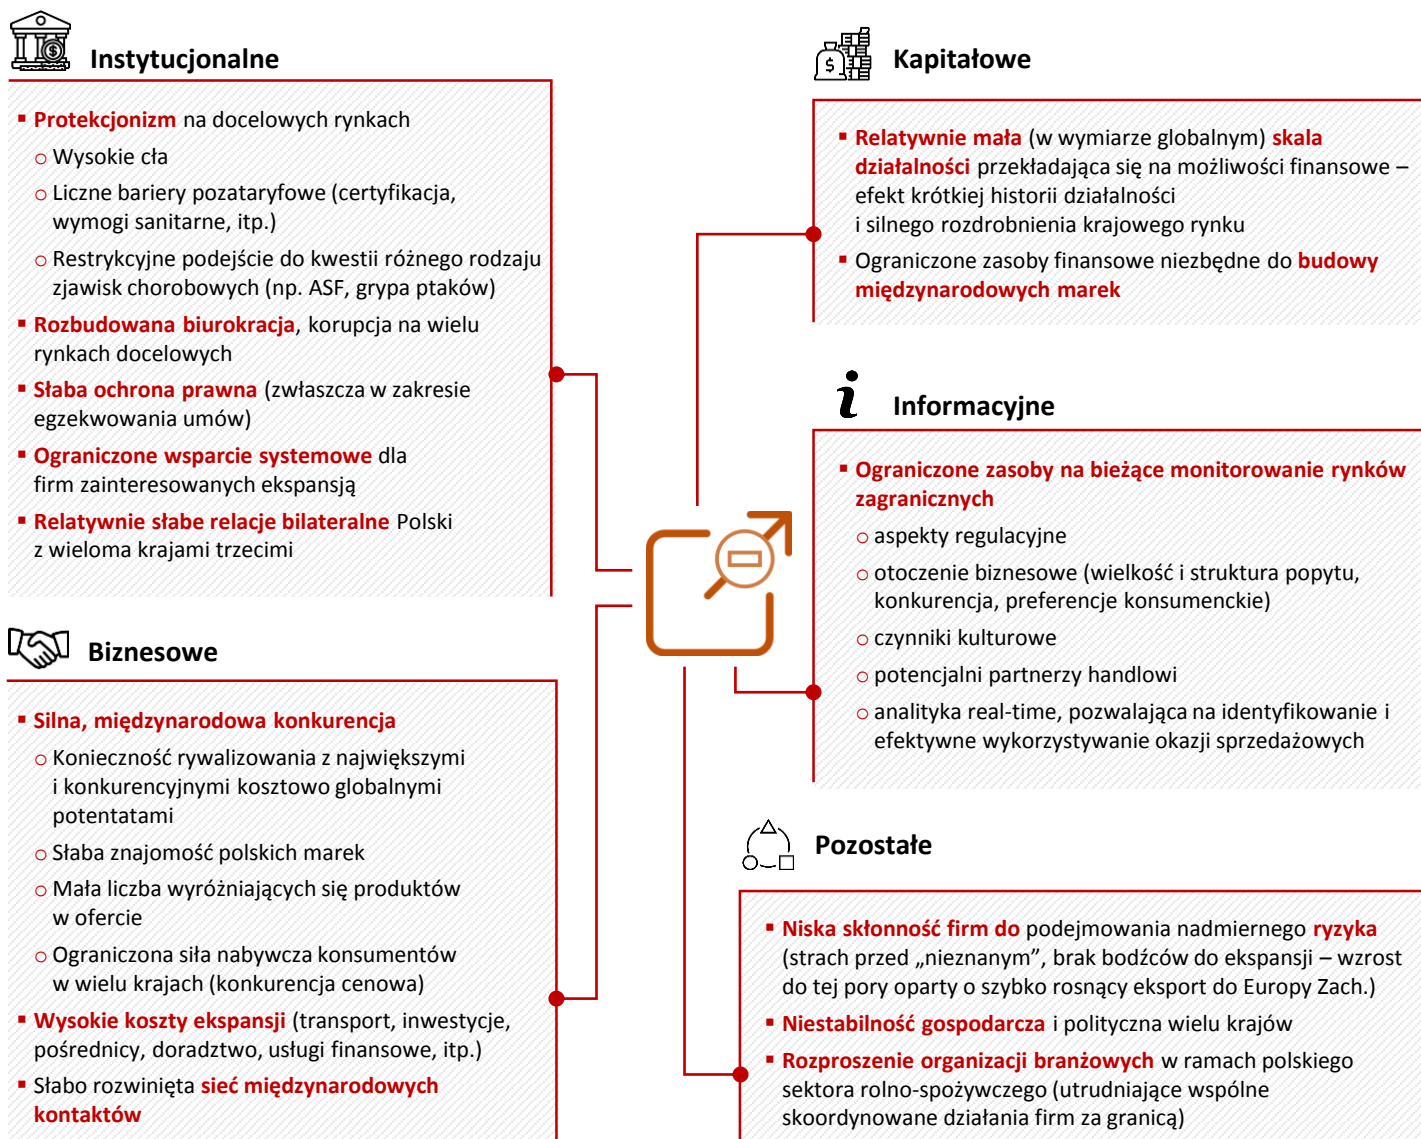 Instytucjonalne
▪ Protekcjonizm na docelowych rynkach
o Wysokie cła
o Liczne bariery pozataryfowe (certyfikacja,
wymogi sanitarne, itp.)
o Restrykcyjne podejście do kwestii różnego rodzaju
zjawisk chorobowych (np. ASF, grypa ptaków)
▪ Rozbudowana biurokracja, korupcja na wielu
rynkach docelowych
▪ Słaba ochrona prawna (zwłaszcza w zakresie
egzekwowania umów)
▪ Ograniczone wsparcie systemowe dla
firm zainteresowanych ekspansją
▪ Relatywnie słabe relacje bilateralne Polski
z wieloma krajami trzecimi
Biznesowe
▪ Silna, międzynarodowa konkurencja
o Konieczność rywalizowania z największymi
i konkurencyjnymi kosztowo globalnymi
potentatami
o Słaba znajomość polskich marek
o Mała liczba wyróżniających się produktów
w ofercie
o Ograniczona siła nabywcza konsumentów
w wielu krajach (konkurencja cenowa)
▪ Wysokie koszty ekspansji (transport, inwestycje,
pośrednicy, doradztwo, usługi finansowe, itp.)
▪ Słabo rozwinięta sieć międzynarodowych
kontaktów
Kapitałowe
▪ Relatywnie mała (w wymiarze globalnym) skala
działalności przekładająca się na możliwości finansowe –
efekt krótkiej historii działalności
i silnego rozdrobnienia krajowego rynku
▪ Ograniczone zasoby finansowe niezbędne do budowy
międzynarodowych marek
Informacyjne
▪ Ograniczone zasoby na bieżące monitorowanie rynków
zagranicznych
o aspekty regulacyjne
o otoczenie biznesowe (wielkość i struktura popytu,
konkurencja, preferencje konsumenckie)
o czynniki kulturowe
o potencjalni partnerzy handlowi
o analityka real-time, pozwalająca na identyfikowanie i
efektywne wykorzystywanie okazji sprzedażowych
Pozostałe
▪ Niska skłonność firm do podejmowania nadmiernego ryzyka
(strach przed „nieznanym”, brak bodźców do ekspansji – wzrost
do tej pory oparty o szybko rosnący eksport do Europy Zach.)
▪ Niestabilność gospodarcza i polityczna wielu krajów
▪ Rozproszenie organizacji branżowych w ramach polskiego
sektora rolno-spożywczego (utrudniające wspólne
skoordynowane działania firm za granicą)